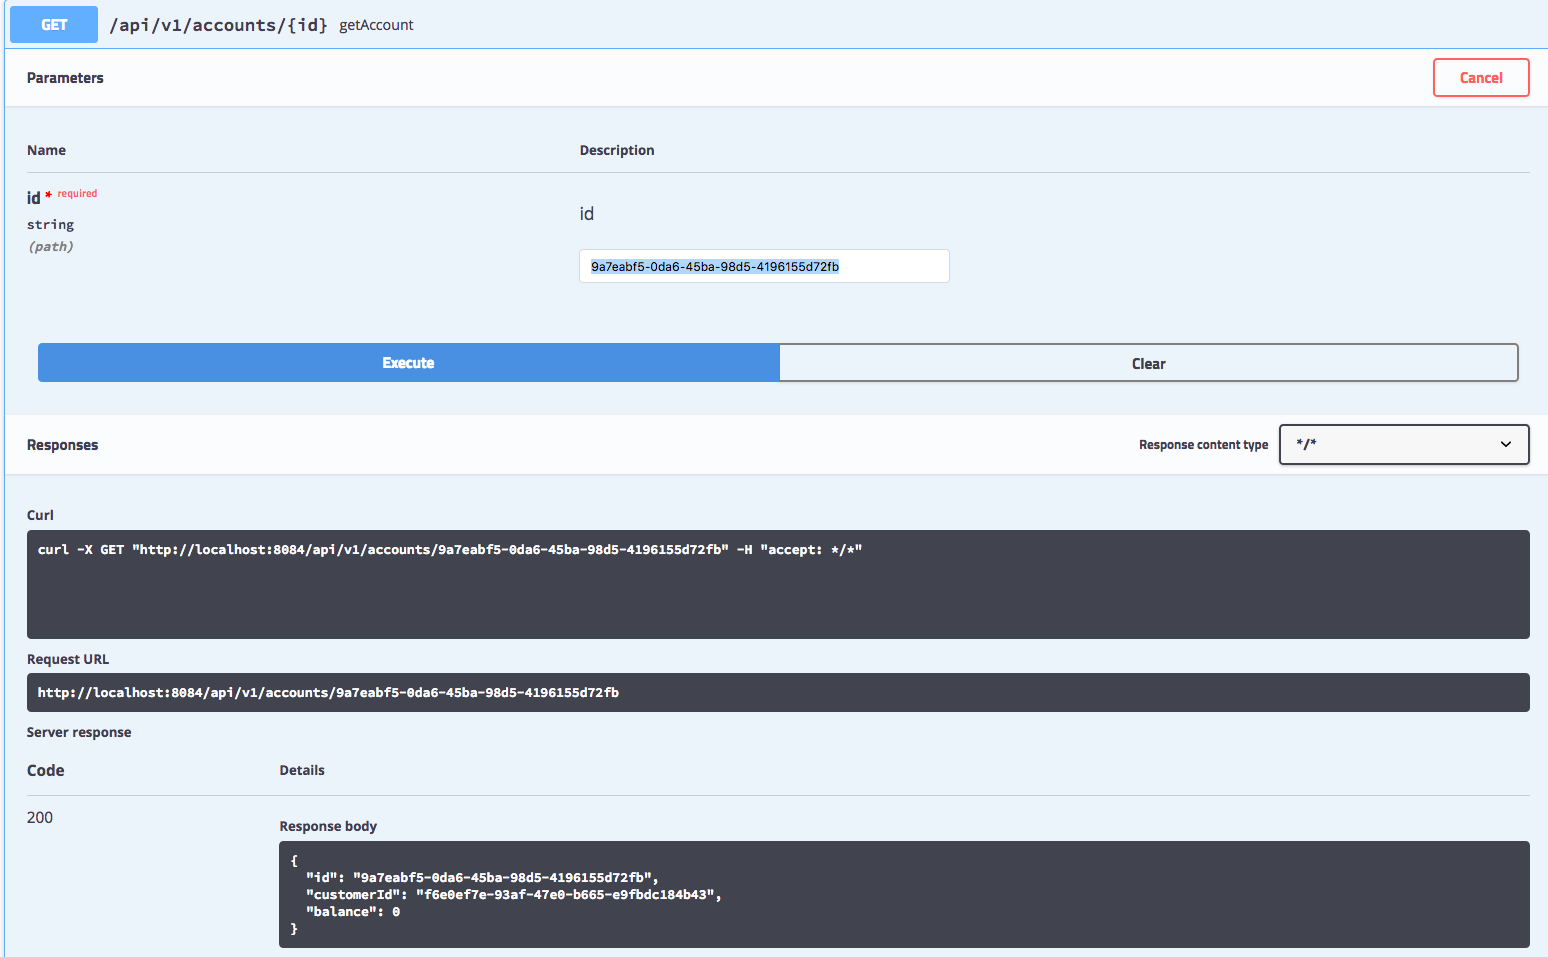 GET /api/v1/accounts/{id} getAccount
Parameters
Cancel
Name Description
id * required
string
(path)
id
9a7eabf5-0da6-45ba-98d5-4196155d72fb
Execute Clear
Responses Response content type */*
Curl
curl -X GET "http://localhost:8084/api/v1/accounts/9a7eabf5-0da6-45ba-98d5-4196155d72fb" -H "accept: */*"
Request URL
http://localhost:8084/api/v1/accounts/9a7eabf5-0da6-45ba-98d5-4196155d72fb
Server response
Code Details
200
Response body
{
"id": "9a7eabf5-0da6-45ba-98d5-4196155d72fb",
"customerId": "f6e0ef7e-93af-47e0-b665-e9fbdc184b43",
"balance": 0
}